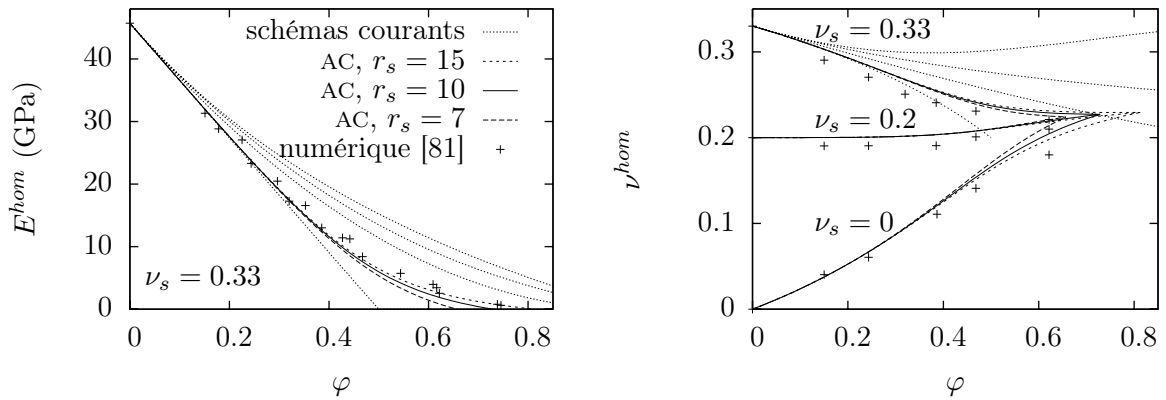 schémas courants
AC, r_s = 15
AC, r_s = 10
AC, r_s = 7
numérique [81]
ν_s = 0.33
E^{hom} (GPa)
40
30
20
10
0
0 0.2 0.4 0.6 0.8
φ
ν_s = 0.33
ν_s = 0.2
ν_s = 0
ν^{hom}
0.3
0.2
0.1
0
0 0.2 0.4 0.6 0.8
φ